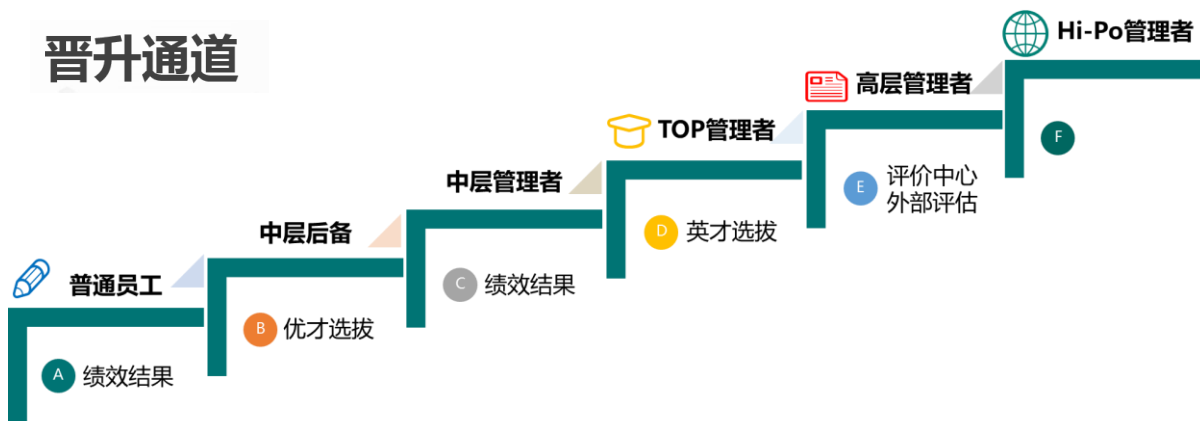 晋升通道
Hi-Po管理者
高层管理者
TOP管理者
中层管理者
中层后备
普通员工
A 绩效结果
B 优才选拔
C 绩效结果
D 英才选拔
E 评价中心
外部评估
F